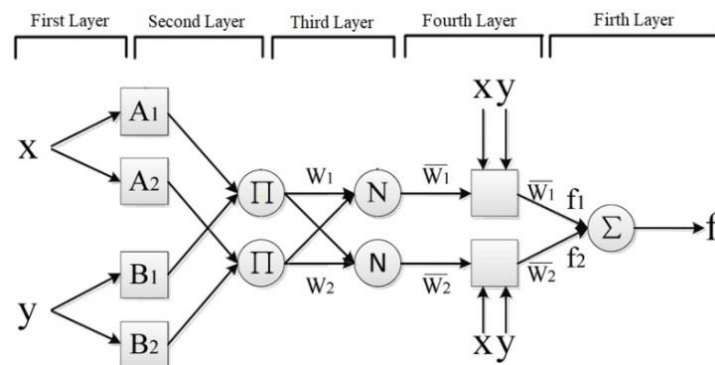 First Layer Second Layer Third Layer Fourth Layer Firth Layer
x y
A1
x
A2
W1 W̅1 W̅1 f1
Π N
Σ f
Π N
B1
W2 W̅2 W̅2 f2
y
B2
x y